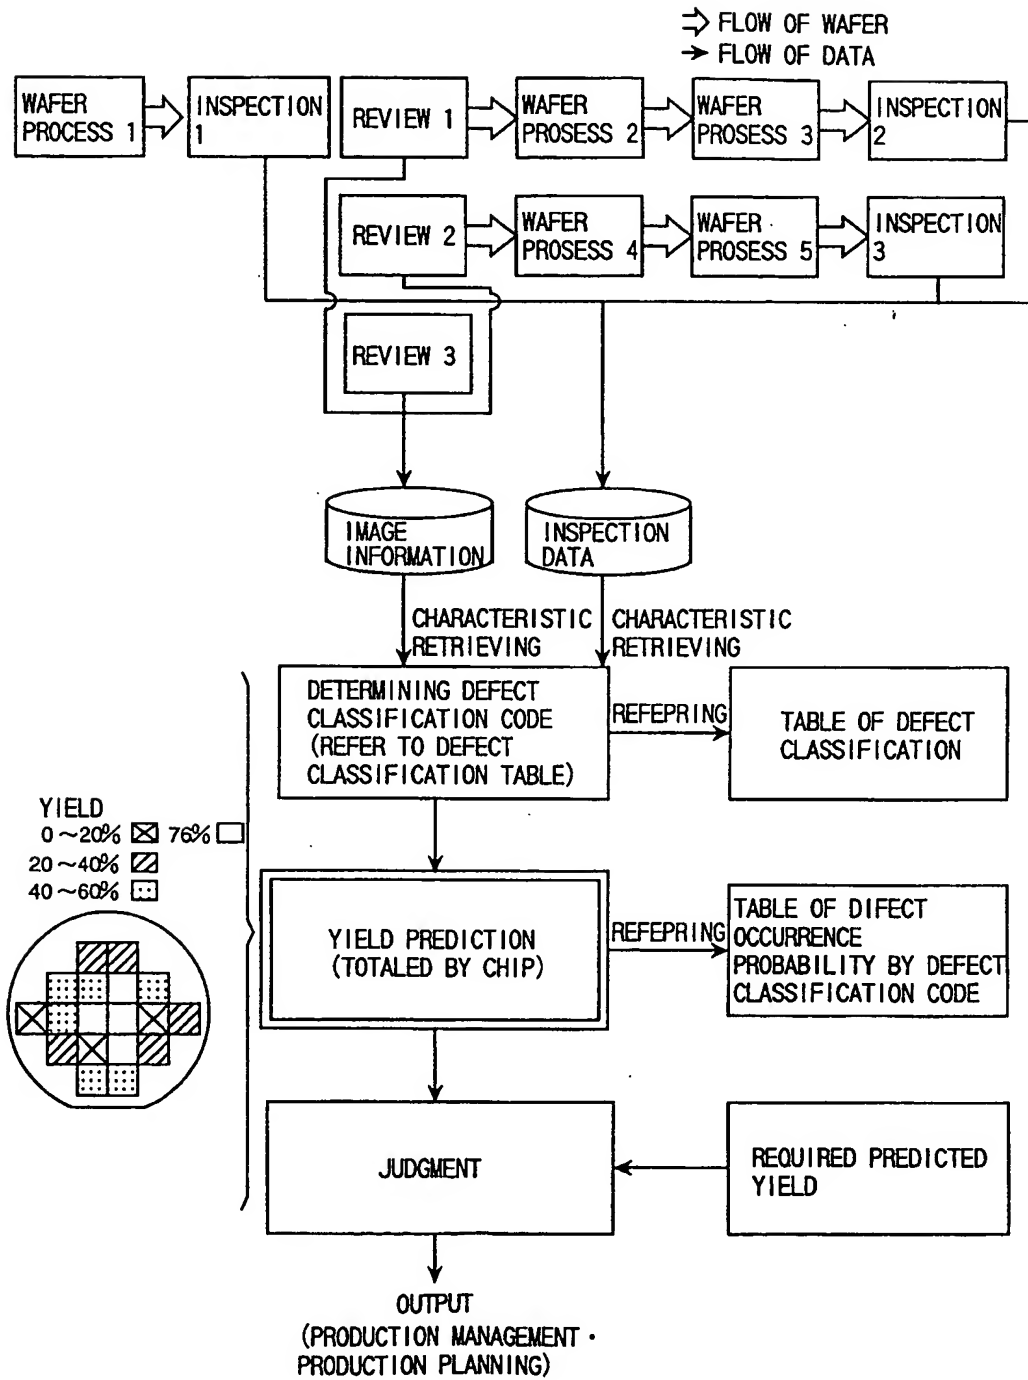 FLOW OF WAFER
FLOW OF DATA
WAFER
PROCESS 1
INSPECTION
1
REVIEW 1
WAFER
PROSESS 2
WAFER
PROSESS 3
INSPECTION
2
REVIEW 2
WAFER
PROSESS 4
WAFER
PROSESS 5
INSPECTION
3
REVIEW 3
IMAGE
INFORMATION
INSPECTION
DATA
CHARACTERISTIC
RETRIEVING
CHARACTERISTIC
RETRIEVING
DETERMINING DEFECT
CLASSIFICATION CODE
(REFER TO DEFECT
CLASSIFICATION TABLE)
REFEPRING
TABLE OF DEFECT
CLASSIFICATION
YIELD
0~20% 76%
20~40%
40~60%
YIELD PREDICTION
(TOTALED BY CHIP)
REFEPRING
TABLE OF DIFECT
OCCURRENCE
PROBABILITY BY DEFECT
CLASSIFICATION CODE
JUDGMENT
REQUIRED PREDICTED
YIELD
OUTPUT
(PRODUCTION MANAGEMENT・
PRODUCTION PLANNING)